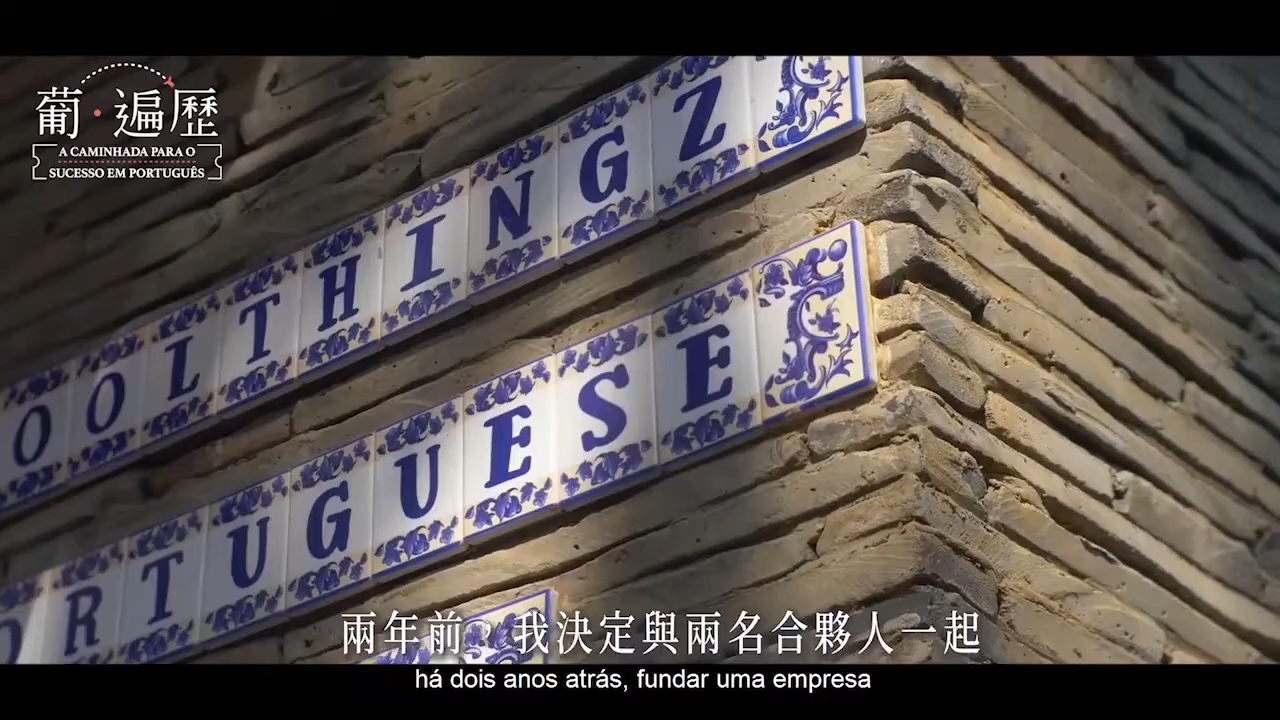 葡·遍歷
A CAMINHADA PARA O
SUCESSO EM PORTUGUÊS
OOLTHINGZ
ORTUGUESE
兩年前 我決定與兩名合夥人一起
há dois anos atrás, fundar uma empresa